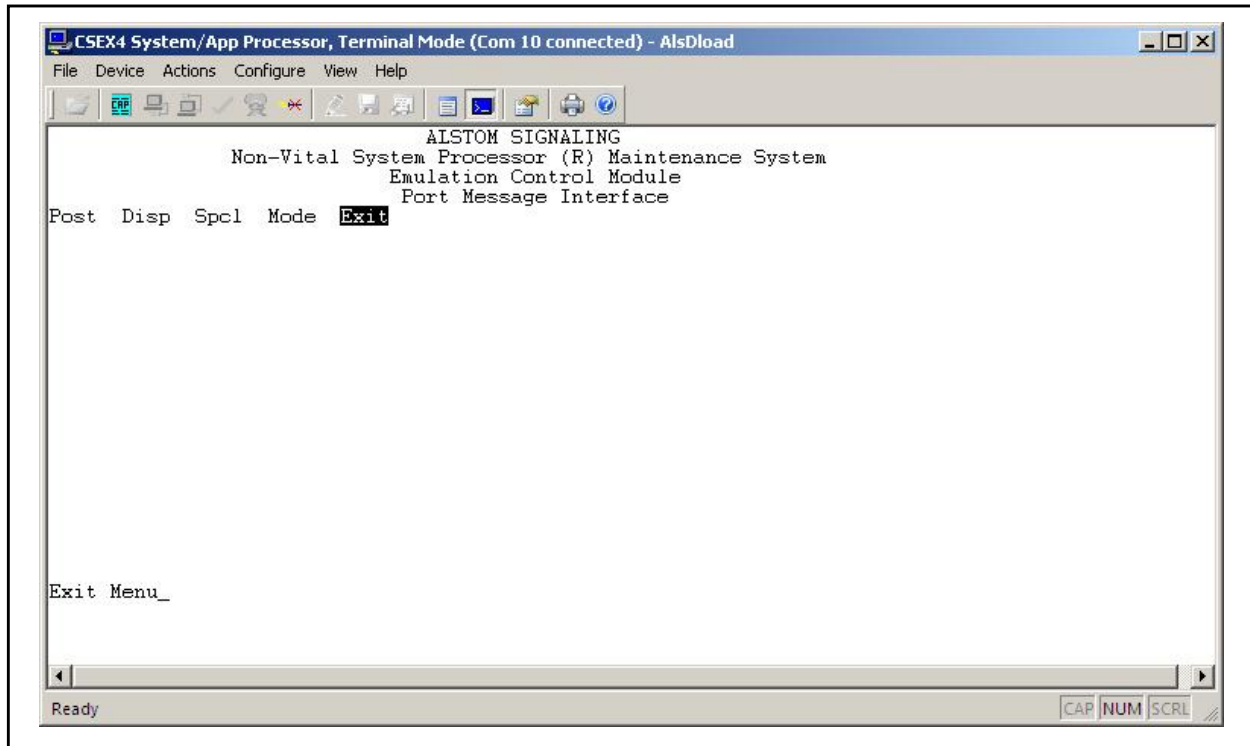 CSEX4 System/App Processor, Terminal Mode (Com 10 connected) - AlsDload
File Device Actions Configure View Help
CAP
ALSTOM SIGNALING
Non-Vital System Processor (R) Maintenance System
Emulation Control Module
Port Message Interface
Post Disp Spcl Mode Exit
Exit Menu_
Ready CAP NUM SCRL